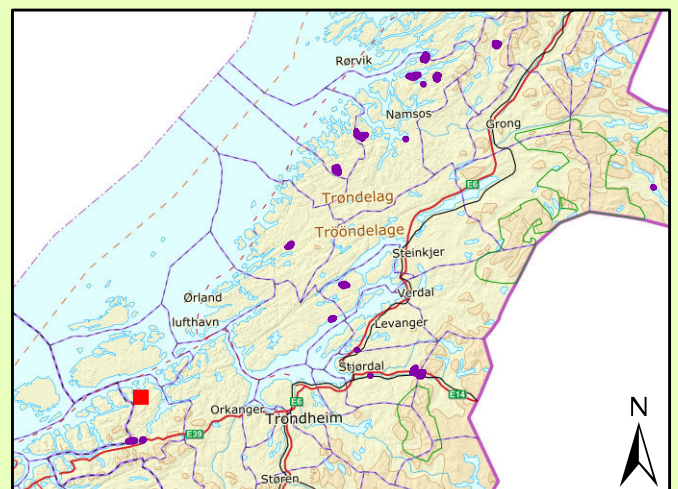 Rørvik
Namsos
Grong
Trøndelag
E6
Trööndelage
Steinkjer
Ørland
lufthavn
Verdal
Levanger
Stjørdal
E14
Orkanger
E6
Trondheim
E39
Støren
N